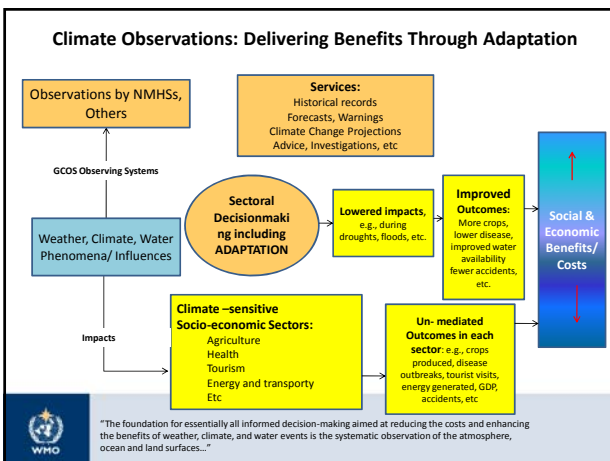 Climate Observations: Delivering Benefits Through Adaptation
Observations by NMHSs,
Others
Services:
Historical records
Forecasts, Warnings
Climate Change Projections
Advice, Investigations, etc
GCOS Observing Systems
Weather, Climate, Water
Phenomena/ Influences
Sectoral
Decisionmaki
ng including
ADAPTATION
Lowered impacts,
e.g., during
droughts, floods, etc.
Improved
Outcomes:
More crops,
lower disease,
improved water
availability
fewer accidents,
etc.
Social &
Economic
Benefits/
Costs
Impacts
Climate –sensitive
Socio-economic Sectors:
Agriculture
Health
Tourism
Energy and transporty
Etc
Un- mediated
Outcomes in each
sector: e.g., crops
produced, disease
outbreaks, tourist visits,
energy generated, GDP,
accidents, etc
WMO
"The foundation for essentially all informed decision-making aimed at reducing the costs and enhancing
the benefits of weather, climate, and water events is the systematic observation of the atmosphere,
ocean and land surfaces…"